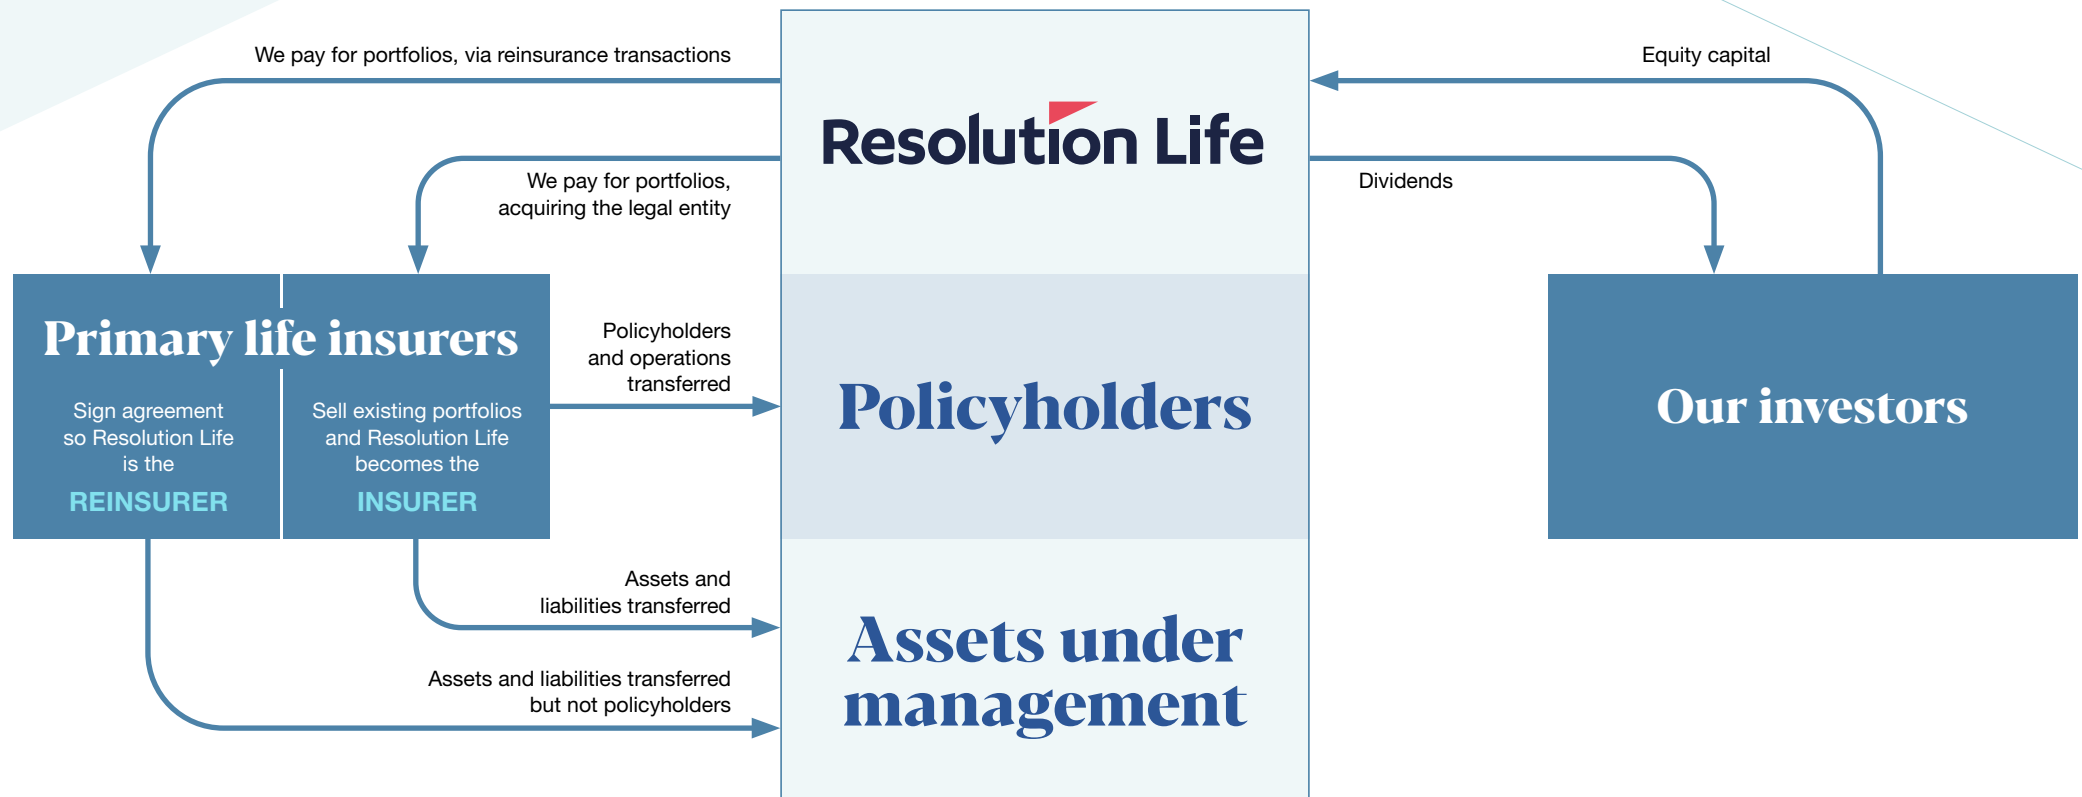 We pay for portfolios, via reinsurance transactions
Equity capital
Resolution Life
We pay for portfolios,
acquiring the legal entity
Dividends
Primary life insurers
Sign agreement
so Resolution Life
is the
REINSURER
Sell existing portfolios
and Resolution Life
becomes the
INSURER
Policyholders
and operations
transferred
Policyholders
Our investors
Assets and
liabilities transferred
Assets and liabilities transferred
but not policyholders
Assets under
management